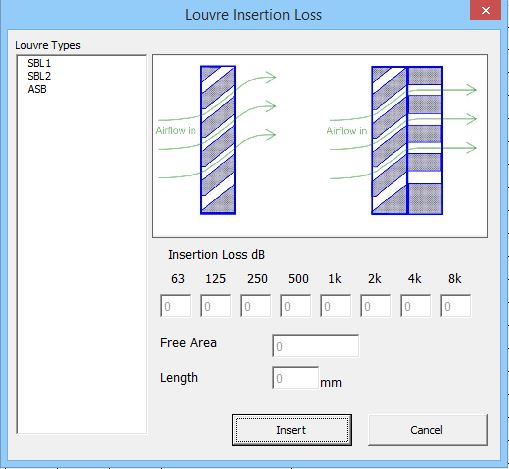 Louvre Insertion Loss
Louvre Types
SBL1
SBL2
ASB
Airflow in
Airflow in
Insertion Loss dB
63 125 250 500 1k 2k 4k 8k
0 0 0 0 0 0 0 0
Free Area 0
Length 0 mm
Insert Cancel